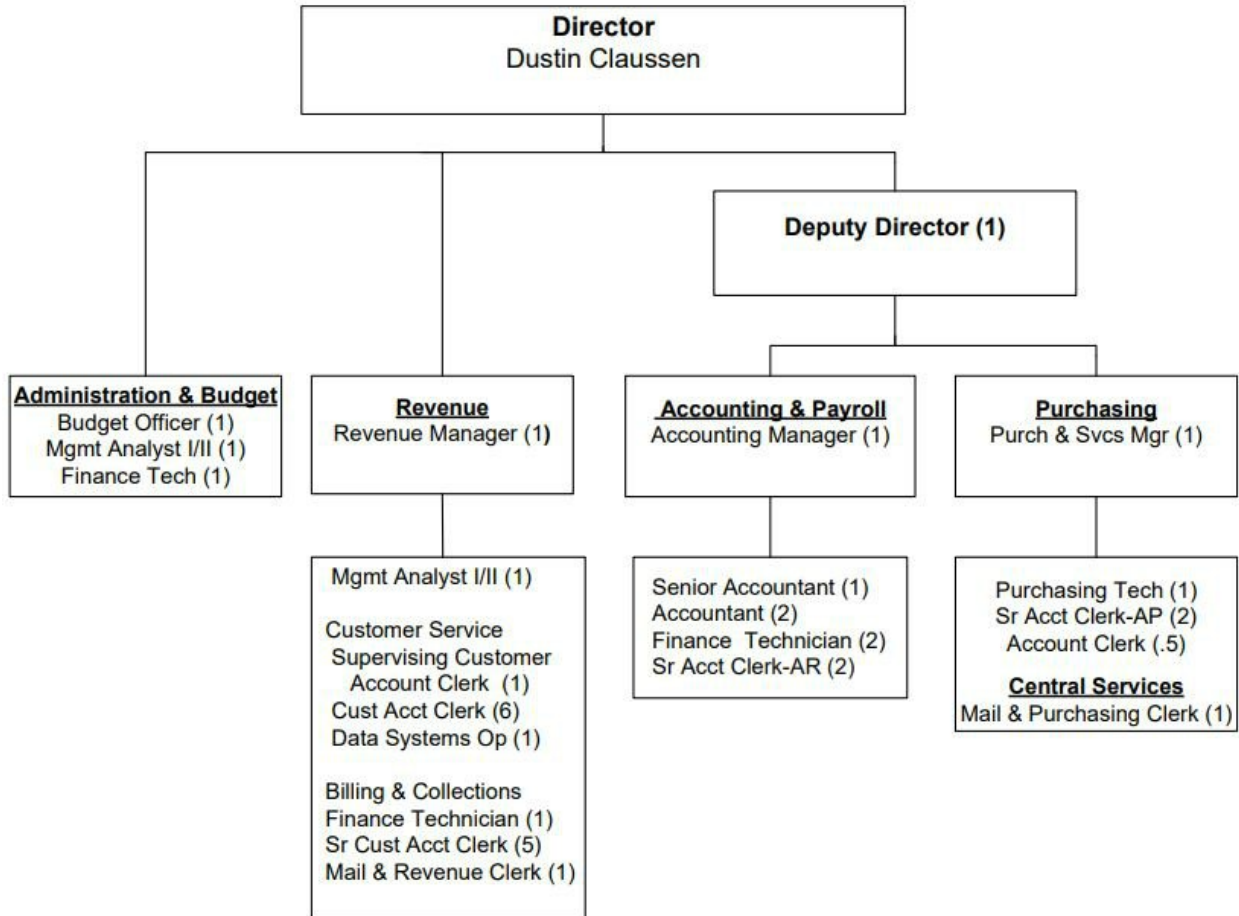 Director
Dustin Claussen
Deputy Director (1)
Administration & Budget
Budget Officer (1)
Mgmt Analyst I/II (1)
Finance Tech (1)
Revenue
Revenue Manager (1)
Accounting & Payroll
Accounting Manager (1)
Purchasing
Purch & Svcs Mgr (1)
Mgmt Analyst I/II (1)
Customer Service
Supervising Customer
Account Clerk (1)
Cust Acct Clerk (6)
Data Systems Op (1)
Billing & Collections
Finance Technician (1)
Sr Cust Acct Clerk (5)
Mail & Revenue Clerk (1)
Senior Accountant (1)
Accountant (2)
Finance Technician (2)
Sr Acct Clerk-AR (2)
Purchasing Tech (1)
Sr Acct Clerk-AP (2)
Account Clerk (.5)
Central Services
Mail & Purchasing Clerk (1)